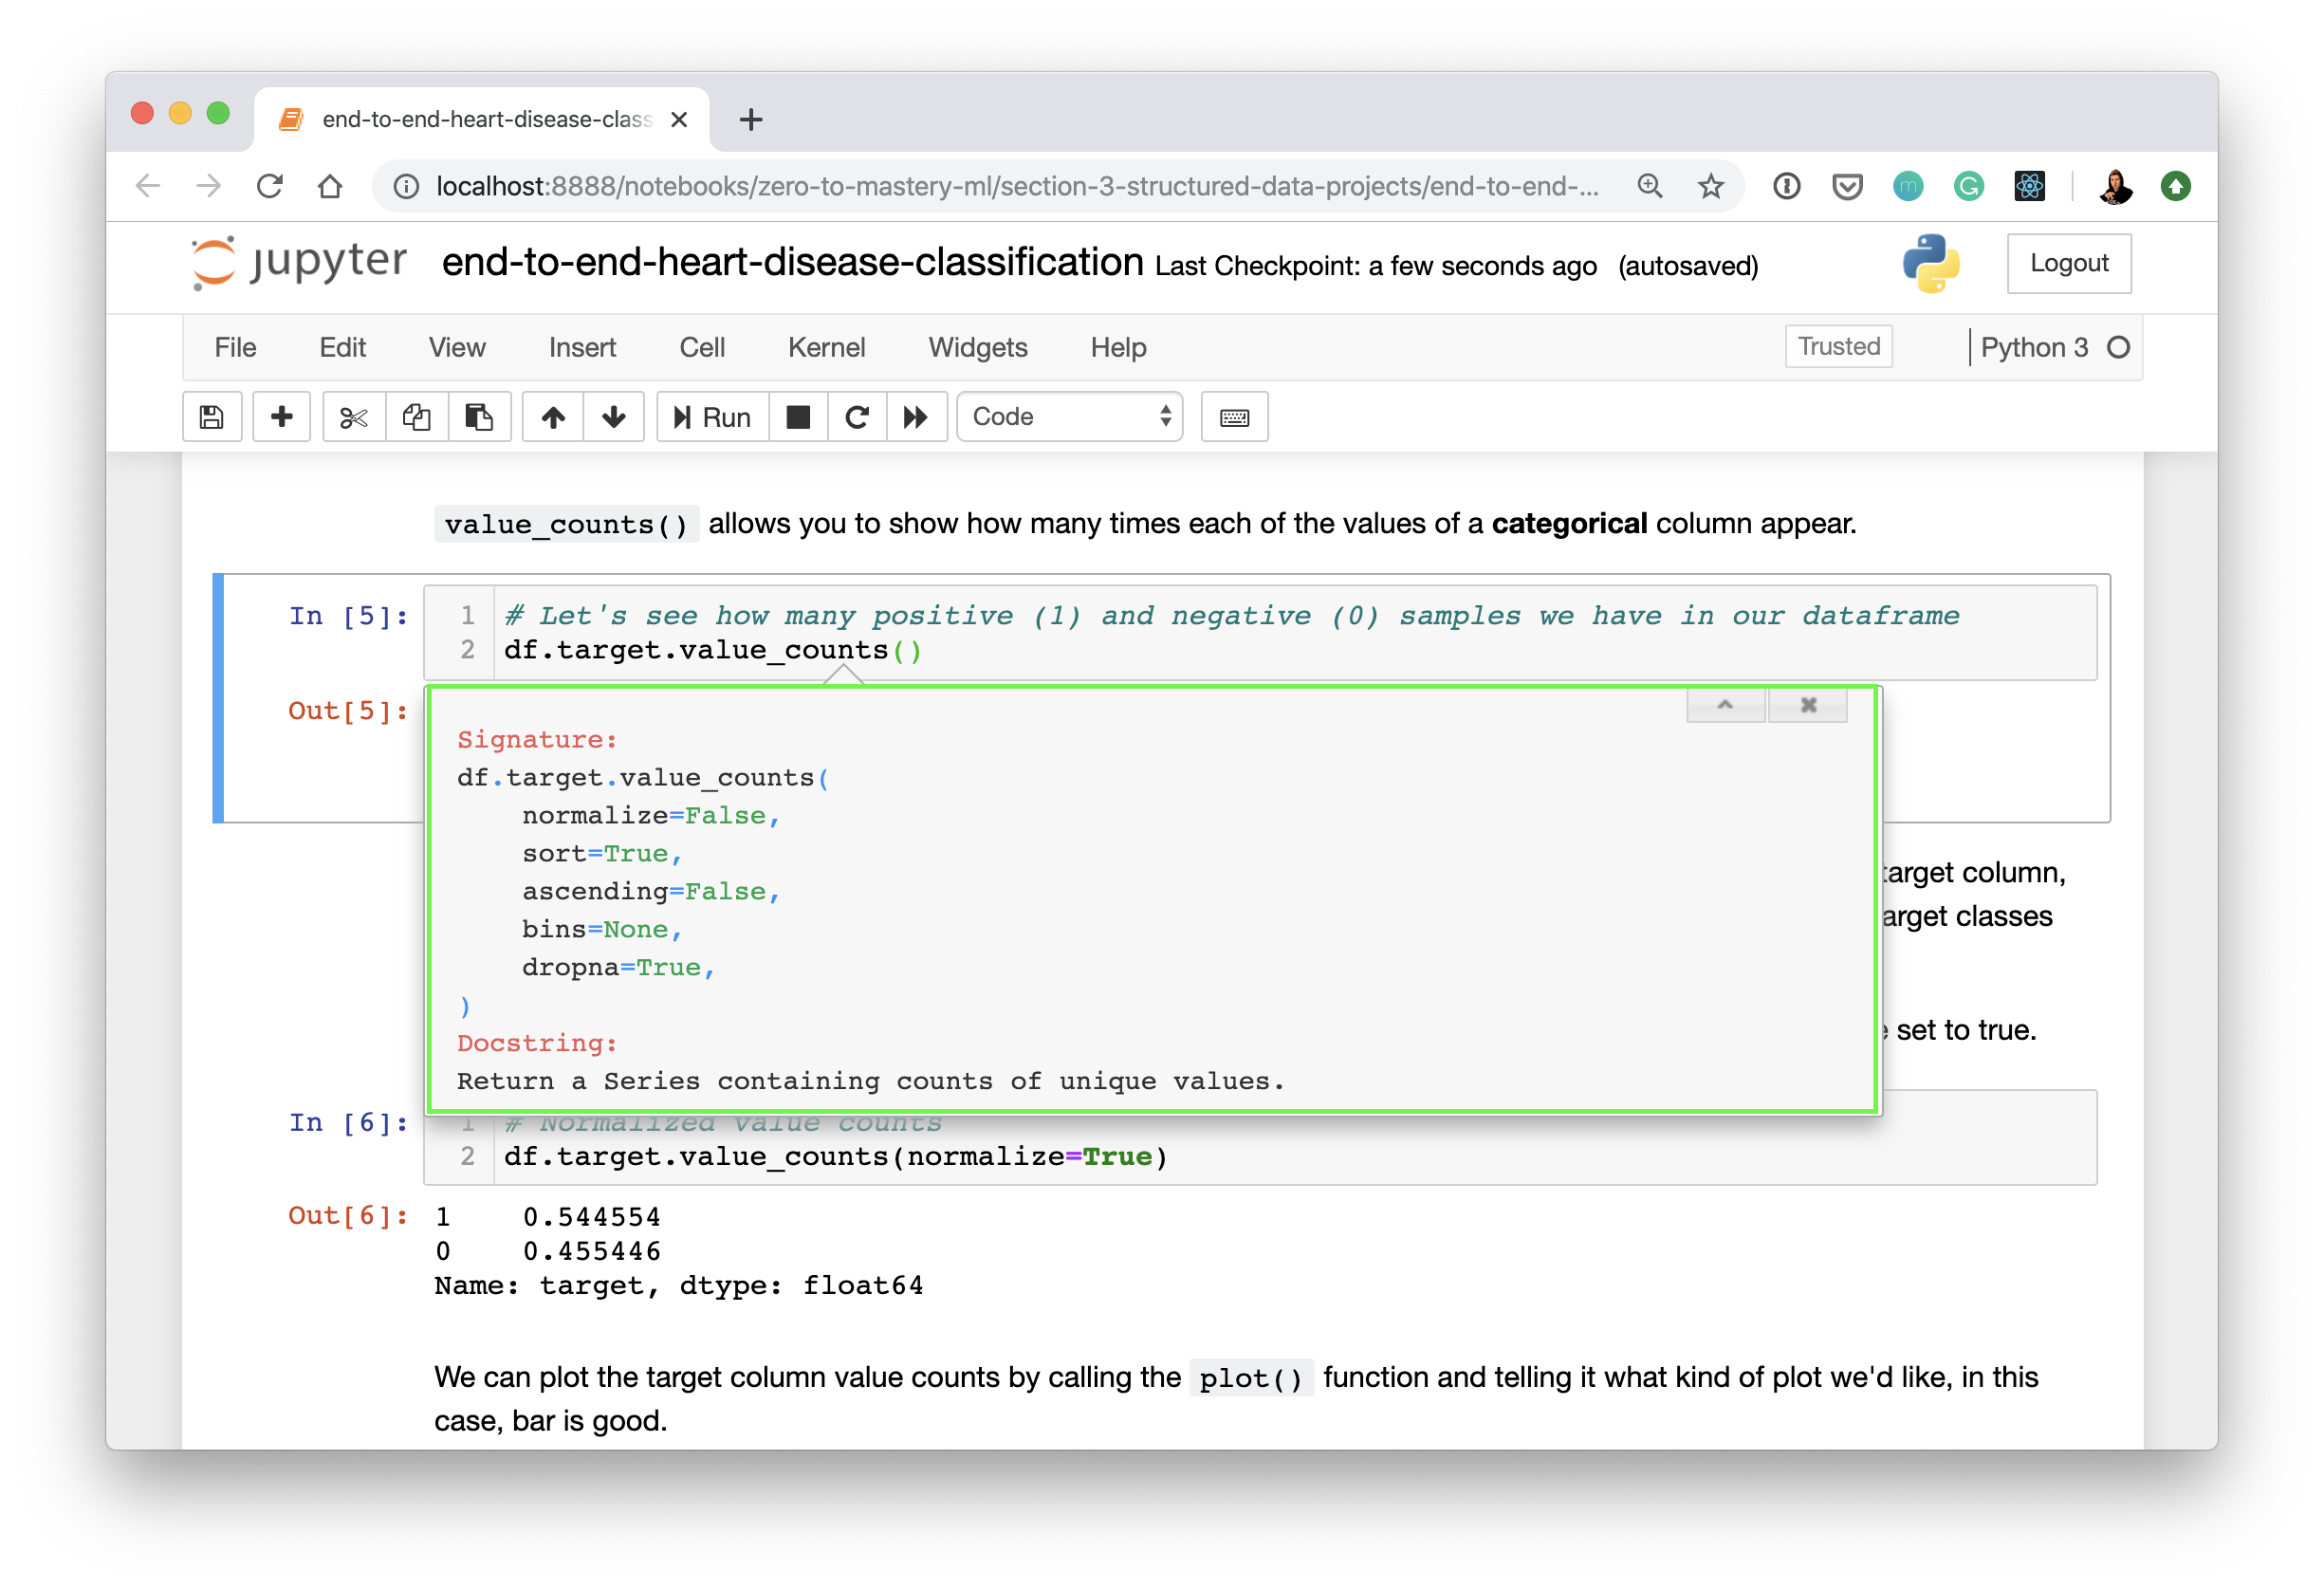 end-to-end-heart-disease-class
localhost:8888/notebooks/zero-to-mastery-ml/section-3-structured-data-projects/end-to-end-...
jupyter end-to-end-heart-disease-classification Last Checkpoint: a few seconds ago (autosaved) Logout
File Edit View Insert Cell Kernel Widgets Help Trusted Python 3
Run Code
value_counts() allows you to show how many times each of the values of a categorical column appear.
In [5]: 1 # Let's see how many positive (1) and negative (0) samples we have in our dataframe
2 df.target.value_counts()
Out[5]:
Signature:
df.target.value_counts(
    normalize=False,
    sort=True,
    ascending=False,
    bins=None,
    dropna=True,
)
Docstring:
Return a Series containing counts of unique values.
target column,
arget classes
set to true.
In [6]: 1 # Normalized value counts
2 df.target.value_counts(normalize=True)
Out[6]: 1    0.544554
0    0.455446
Name: target, dtype: float64
We can plot the target column value counts by calling the plot() function and telling it what kind of plot we'd like, in this
case, bar is good.